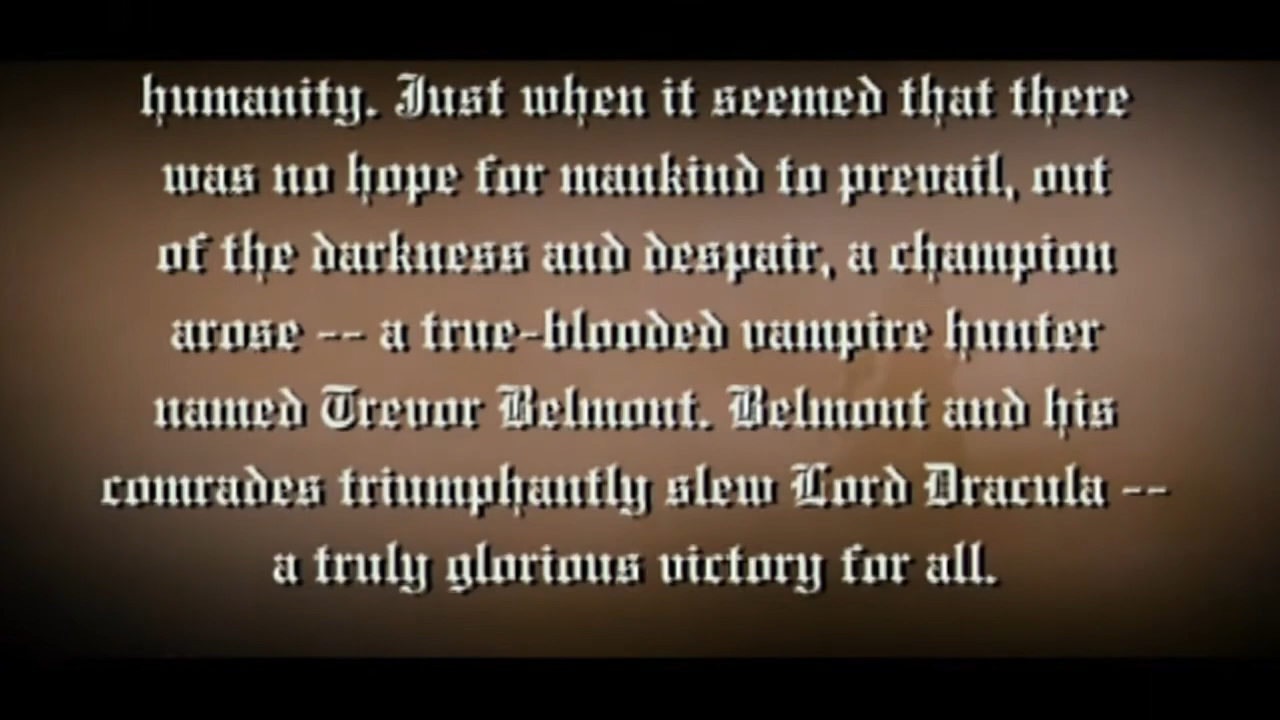 humanity. Just when it seemed that there
was no hope for mankind to prevail, out
of the darkness and despair, a champion
arose -- a true-blooded vampire hunter
named Trevor Belmont. Belmont and his
comrades triumphantly slew Lord Dracula --
a truly glorious victory for all.